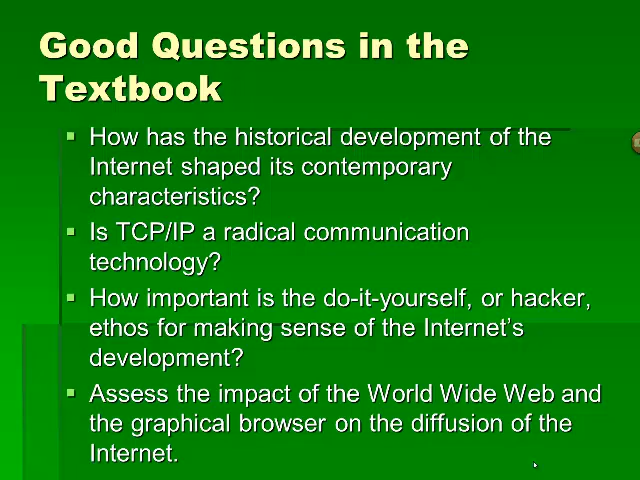 Good Questions in the
Textbook
How has the historical development of the
Internet shaped its contemporary
characteristics?
Is TCP/IP a radical communication
technology?
How important is the do-it-yourself, or hacker,
ethos for making sense of the Internet's
development?
Assess the impact of the World Wide Web and
the graphical browser on the diffusion of the
Internet.